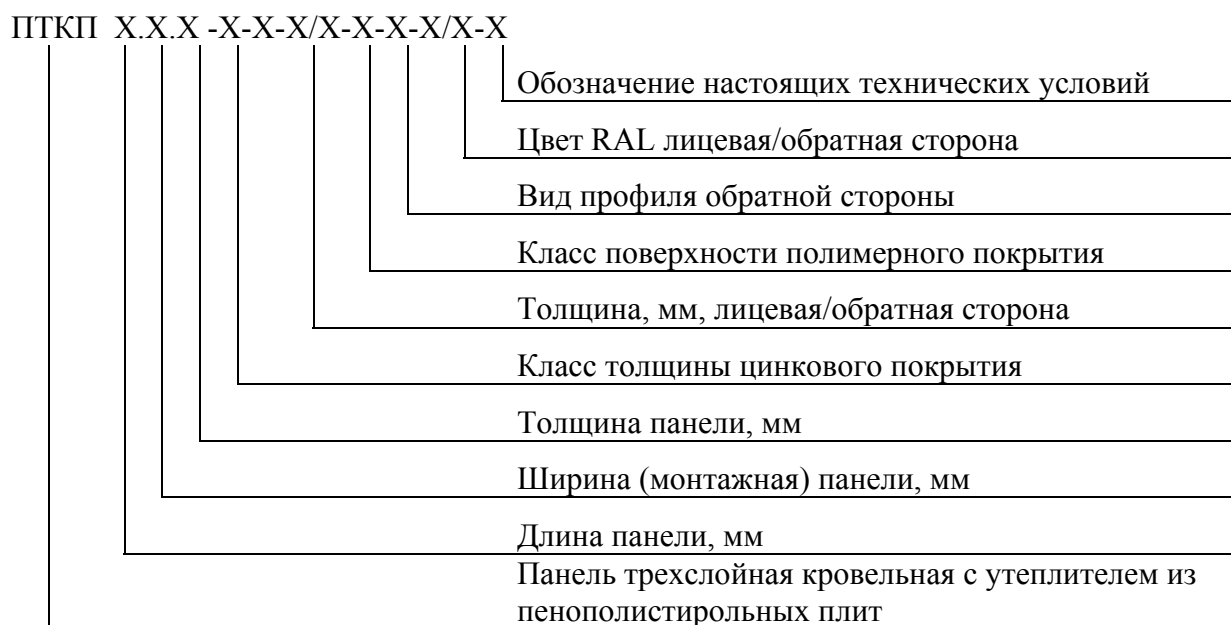 ПТКП Х.Х.Х -Х-Х-Х/Х-Х-Х-Х/Х-Х
Обозначение настоящих технических условий
Цвет RAL лицевая/обратная сторона
Вид профиля обратной стороны
Класс поверхности полимерного покрытия
Толщина, мм, лицевая/обратная сторона
Класс толщины цинкового покрытия
Толщина панели, мм
Ширина (монтажная) панели, мм
Длина панели, мм
Панель трехслойная кровельная с утеплителем из
пенополистирольных плит